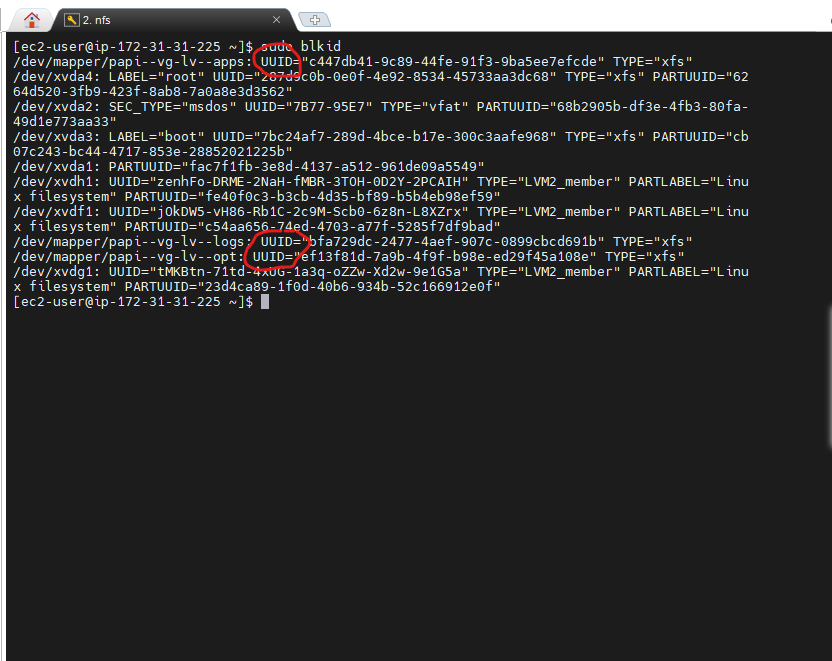 2. nfs
[ec2-user@ip-172-31-31-225 ~]$ sudo blkid
/dev/mapper/papi--vg-lv--apps: UUID="c447db41-9c89-44fe-91f3-9ba5ee7efcde" TYPE="xfs"
/dev/xvda4: LABEL="root" UUID="287d9c0b-0e0f-4e92-8534-45733aa3dc68" TYPE="xfs" PARTUUID="62
64d520-3fb9-423f-8ab8-7a0a8e3d3562"
/dev/xvda2: SEC_TYPE="msdos" UUID="7B77-95E7" TYPE="vfat" PARTUUID="68b2905b-df3e-4fb3-80fa-
49d1e773aa33"
/dev/xvda3: LABEL="boot" UUID="7bc24af7-289d-4bce-b17e-300c3aafe968" TYPE="xfs" PARTUUID="cb
07c243-bc44-4717-853e-28852021225b"
/dev/xvda1: PARTUUID="fac7f1fb-3e8d-4137-a512-961de09a5549"
/dev/xvdh1: UUID="zenhFo-DRME-2NaH-fMBR-3TOH-0D2Y-2PCAIH" TYPE="LVM2_member" PARTLABEL="Linu
x filesystem" PARTUUID="fe40f0c3-b3cb-4d35-bf89-b5b4eb98ef59"
/dev/xvdf1: UUID="jOkDW5-vH86-Rb1C-2c9M-Scb0-6z8n-L8XZrx" TYPE="LVM2_member" PARTLABEL="Linu
x filesystem" PARTUUID="c54aa656-74ed-4703-a77f-5285f7df9bad"
/dev/mapper/papi--vg-lv--logs: UUID="bfa729dc-2477-4aef-907c-0899cbcd691b" TYPE="xfs"
/dev/mapper/papi--vg-lv--opt: UUID="ef13f81d-7a9b-4f9f-b98e-ed29f45a108e" TYPE="xfs"
/dev/xvdg1: UUID="tMKBtn-71td-4XUG-1a3q-oZZw-Xd2w-9e1G5a" TYPE="LVM2_member" PARTLABEL="Linu
x filesystem" PARTUUID="23d4ca89-1f0d-40b6-934b-52c166912e0f"
[ec2-user@ip-172-31-31-225 ~]$